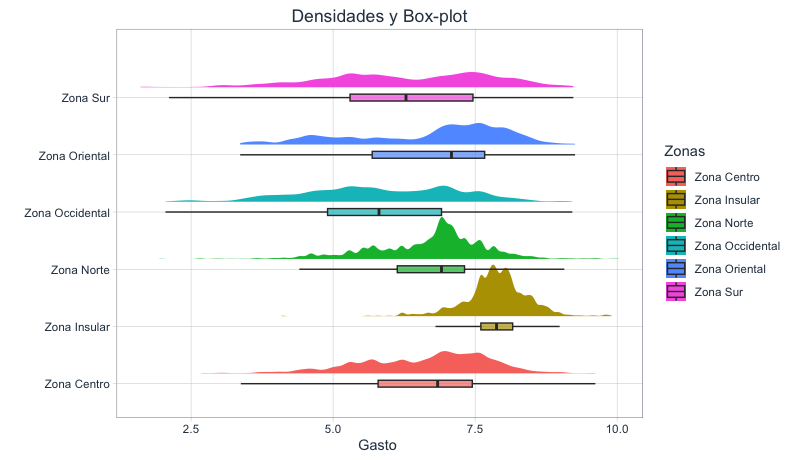 Densidades y Box-plot
Zona Sur
Zona Oriental
Zona Occidental
Zona Norte
Zona Insular
Zona Centro
2.5
5.0
7.5
10.0
Gasto
Zonas
Zona Centro
Zona Insular
Zona Norte
Zona Occidental
Zona Oriental
Zona Sur